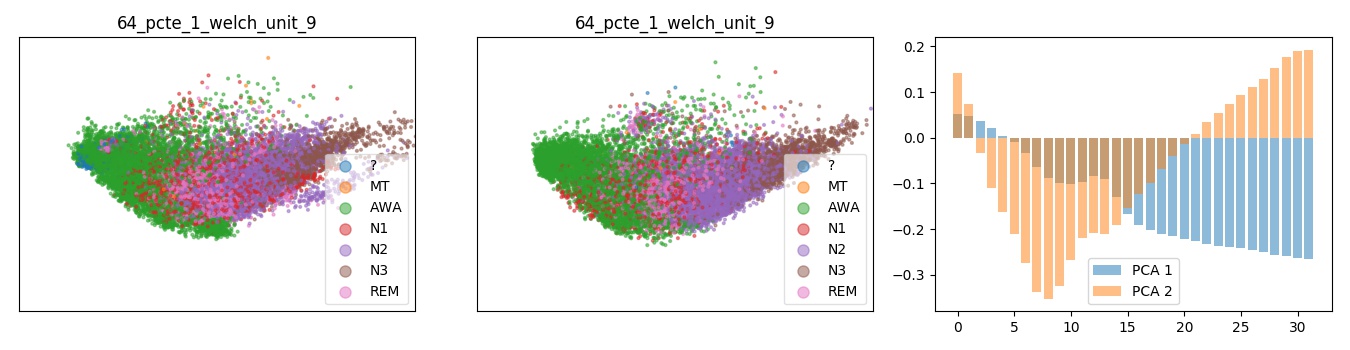 64_pcte_1_welch_unit_9
?
MT
AWA
N1
N2
N3
REM
64_pcte_1_welch_unit_9
?
MT
AWA
N1
N2
N3
REM
0.2
0.1
0.0
−0.1
−0.2
−0.3
PCA 1
PCA 2
0 5 10 15 20 25 30